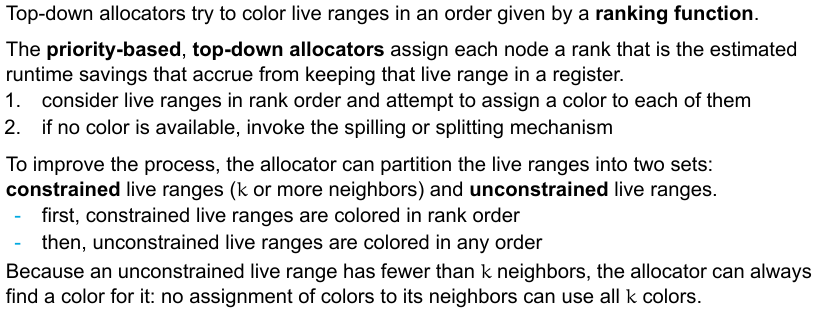 Top-down allocators try to color live ranges in an order given by a ranking function.
The priority-based, top-down allocators assign each node a rank that is the estimated
runtime savings that accrue from keeping that live range in a register.
1. consider live ranges in rank order and attempt to assign a color to each of them
2. if no color is available, invoke the spilling or splitting mechanism
To improve the process, the allocator can partition the live ranges into two sets:
constrained live ranges (k or more neighbors) and unconstrained live ranges.
- first, constrained live ranges are colored in rank order
- then, unconstrained live ranges are colored in any order
Because an unconstrained live range has fewer than k neighbors, the allocator can always
find a color for it: no assignment of colors to its neighbors can use all k colors.